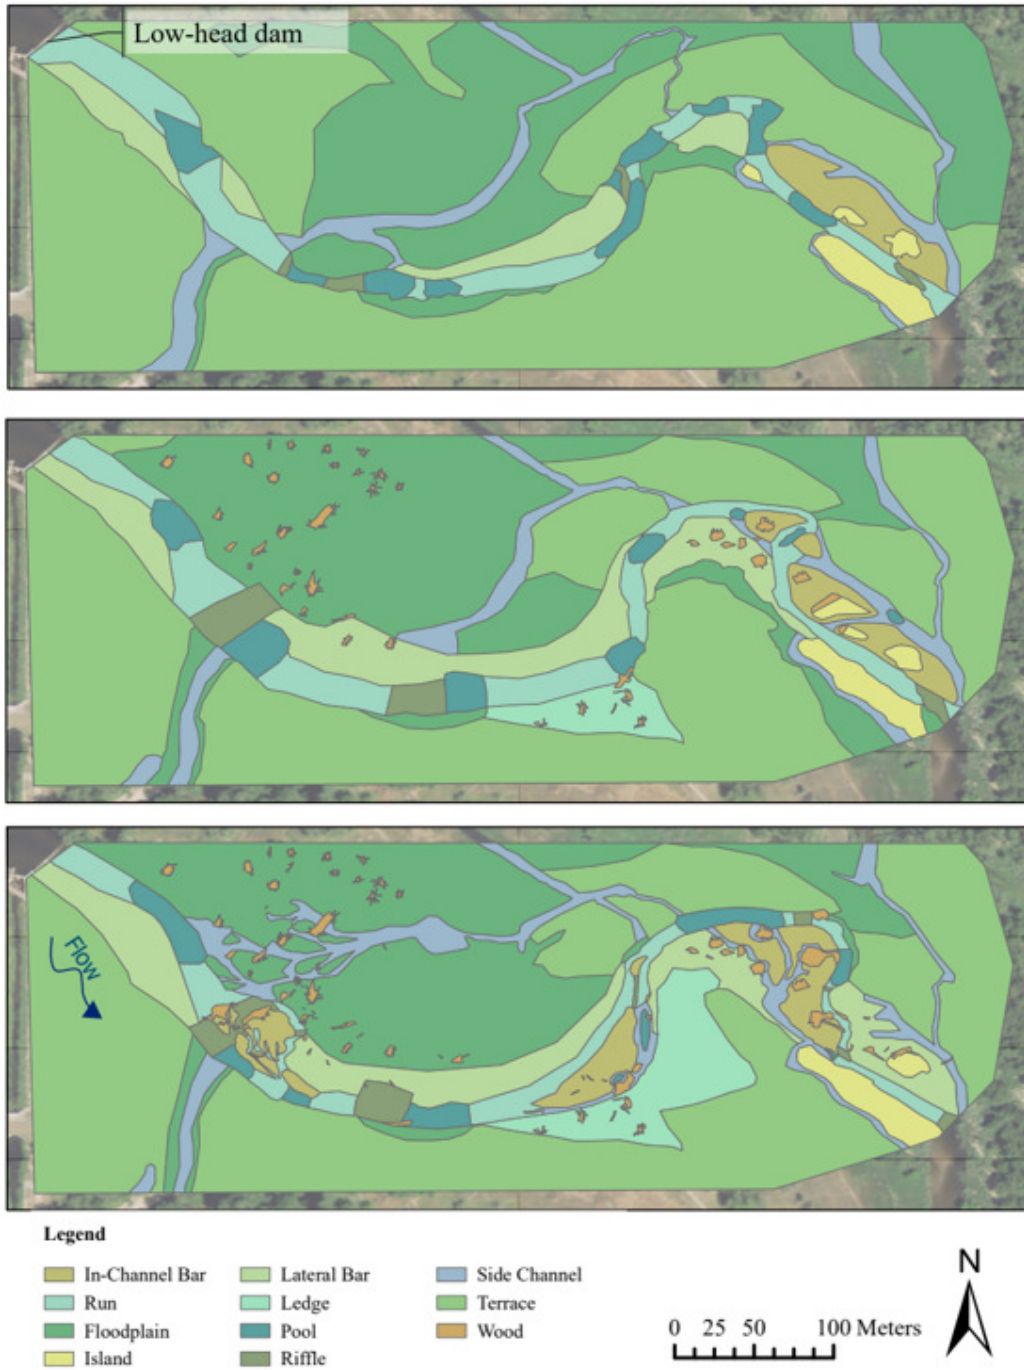 Low-head dam
Flow
Legend
In-Channel Bar
Lateral Bar
Side Channel
Run
Ledge
Terrace
Floodplain
Pool
Wood
Island
Riffle
0 25 50 100 Meters
N